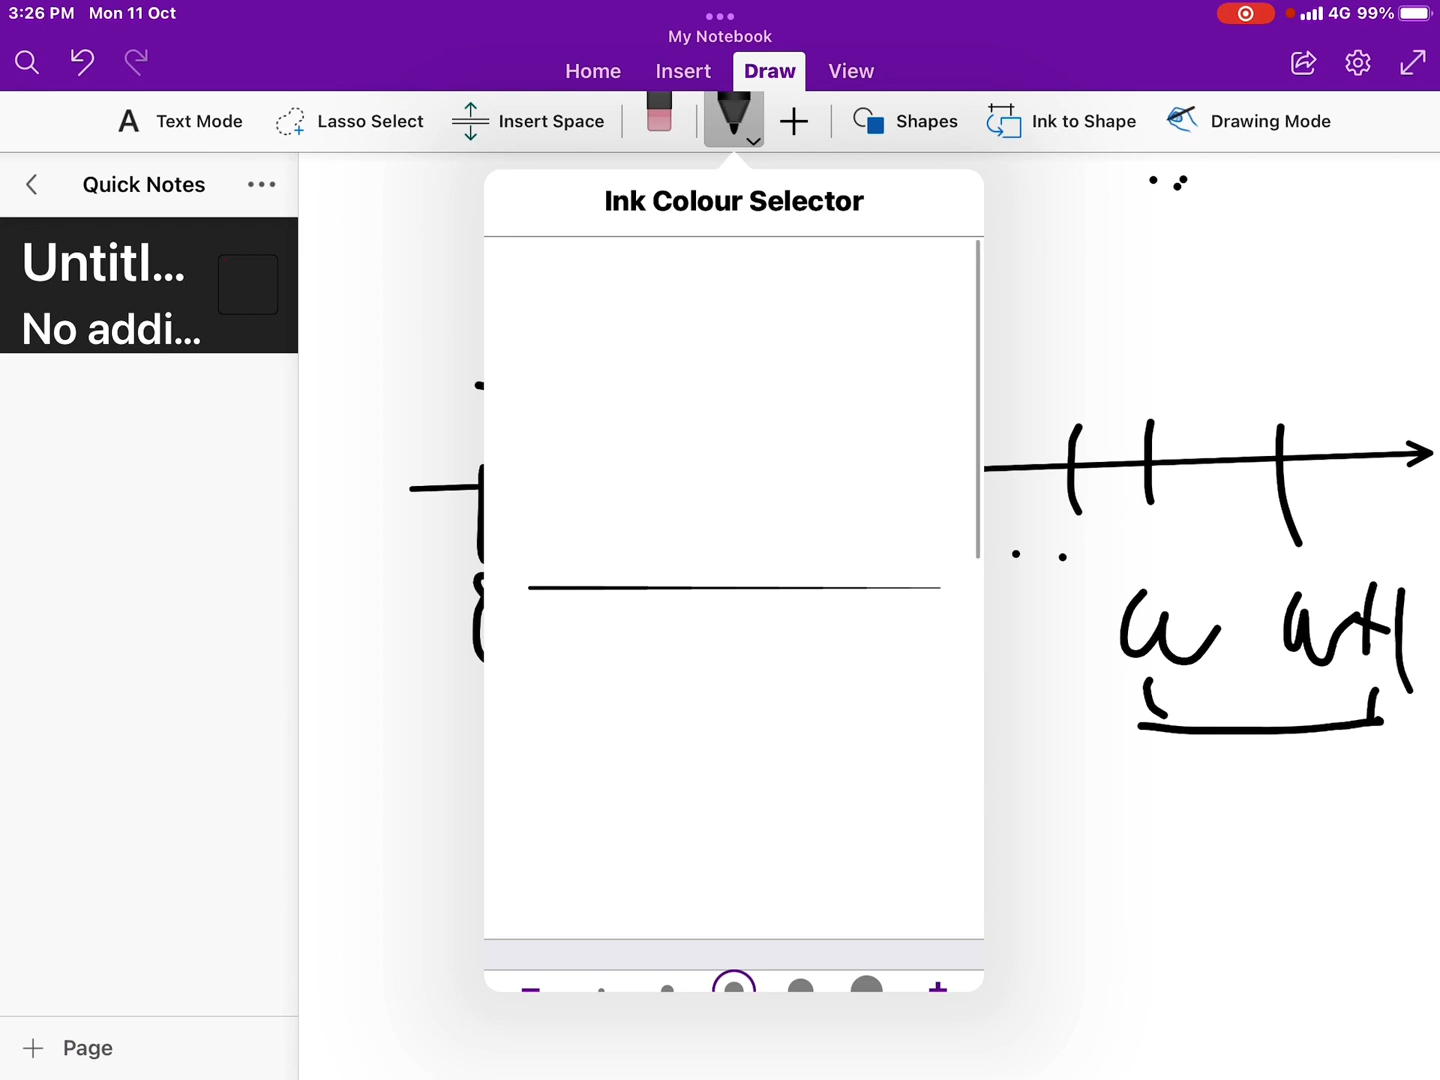 3:26 PM Mon 11 Oct
4G 99%
My Notebook
Home Insert Draw View
A Text Mode Lasso Select Insert Space Shapes Ink to Shape Drawing Mode
Quick Notes
Ink Colour Selector
Untitl...
No addi...
a a+1
Page